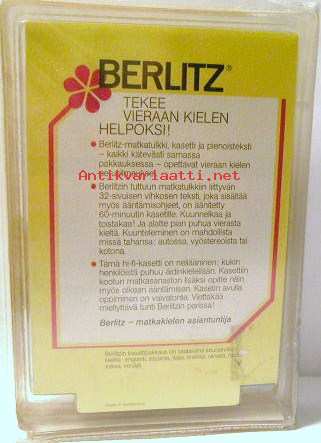 BERLITZ®
TEKEE
VIERAAN KIELEN
HELPOKSI!
Berlitz-matkatulkki, kasetti ja pienoisteksti
– kaikki kätevästi samassa
pakkauksessa – opettavat vieraan kielen
Antikvariaatti.net
Berlitzin tuttuun matkatulkkiin liittyvän
32-sivuisen vihkosen teksti, joka sisältää
myös ääntämisohjeet, on äänitetty
60-minuutin kasetille. Kuunnelkaa ja
toistakaa! Ja alatte pian puhua vierasta
kieltä. Kuunteleminen on mahdollista
missä tahansa: autossa, vyöstereoista tai
kotona.
Tämä hi-fi-kasetti on neliääninen: kukin
henkilöistä puhuu äidinkielellään. Kasettiin
kootun matkasanaston lisäksi opitte näin
myös oikean ääntämisen. Kasetin avulla
opiminen on vaivatonta. Viettäkää
miellyttävä tunti Berlitzin parissa!
Berlitz – matkakielen asiantuntija